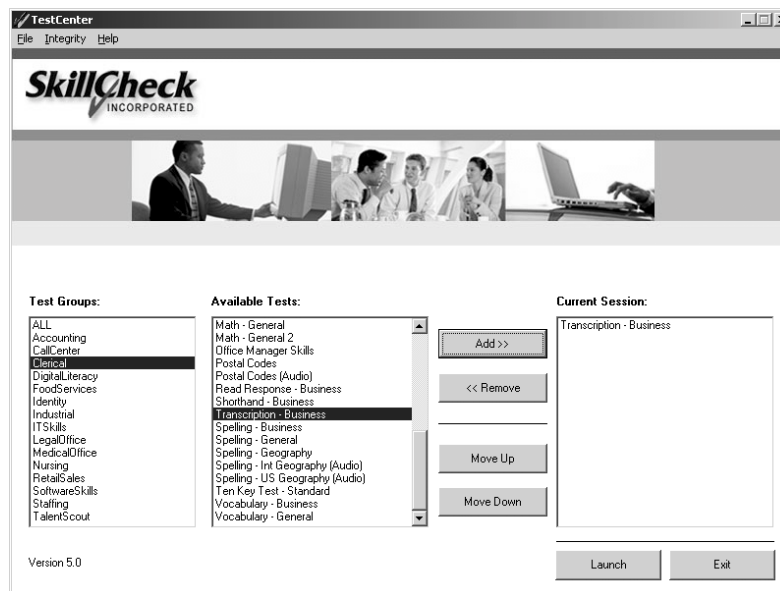 TestCenter
File Integrity Help
SkillCheck
INCORPORATED
Test Groups:
ALL
Accounting
CallCenter
Clerical
DigitalLiteracy
FoodServices
Identity
Industrial
ITSkills
LegalOffice
MedicalOffice
Nursing
RetailSales
SoftwareSkills
Staffing
TalentScout
Available Tests:
Math - General
Math - General 2
Office Manager Skills
Postal Codes
Postal Codes (Audio)
Read Response - Business
Shorthand - Business
Transcription - Business
Spelling - Business
Spelling - General
Spelling - Geography
Spelling - Int Geography (Audio)
Spelling - US Geography (Audio)
Ten Key Test - Standard
Vocabulary - Business
Vocabulary - General
Add >>
<< Remove
Move Up
Move Down
Current Session:
Transcription - Business
Version 5.0
Launch
Exit